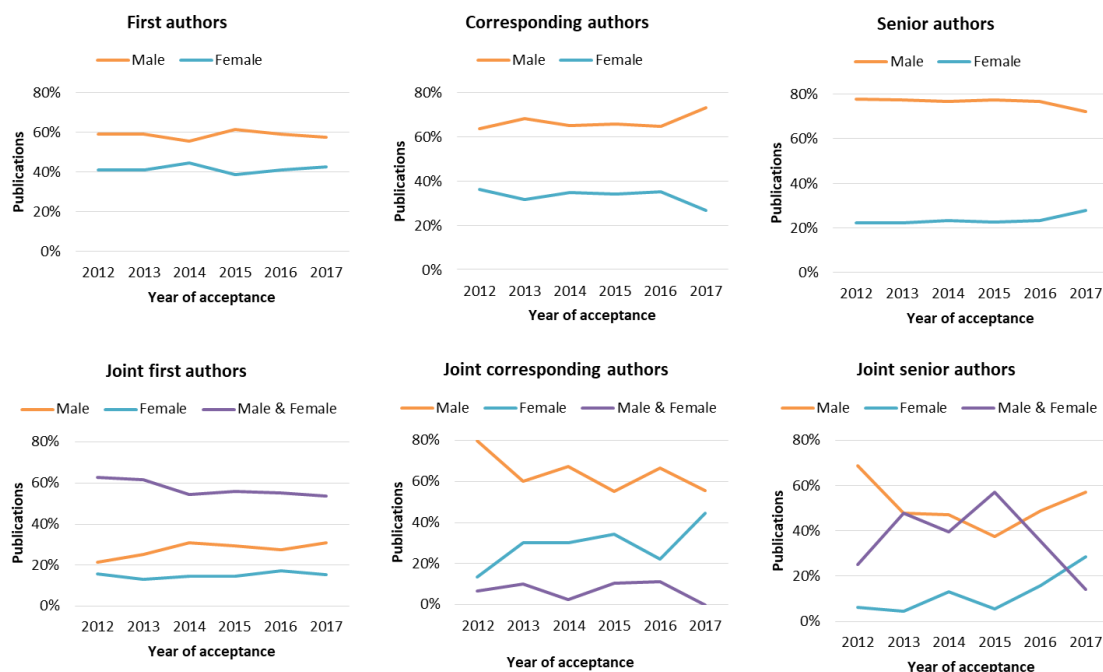 First authors
Male Female
80%
60%
40%
20%
0%
Publications
2012 2013 2014 2015 2016 2017
Year of acceptance
Corresponding authors
Male Female
80%
60%
40%
20%
0%
Publications
2012 2013 2014 2015 2016 2017
Year of acceptance
Senior authors
Male Female
80%
60%
40%
20%
0%
Publications
2012 2013 2014 2015 2016 2017
Year of acceptance
Joint first authors
Male Female Male & Female
80%
60%
40%
20%
0%
Publications
2012 2013 2014 2015 2016 2017
Year of acceptance
Joint corresponding authors
Male Female Male & Female
80%
60%
40%
20%
0%
Publications
2012 2013 2014 2015 2016 2017
Year of acceptance
Joint senior authors
Male Female Male & Female
80%
60%
40%
20%
0%
Publications
2012 2013 2014 2015 2016 2017
Year of acceptance